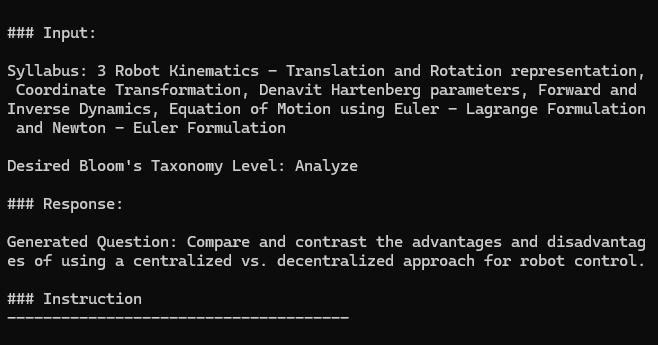 ### Input:
Syllabus: 3 Robot Kinematics – Translation and Rotation representation,
Coordinate Transformation, Denavit Hartenberg parameters, Forward and
Inverse Dynamics, Equation of Motion using Euler – Lagrange Formulation
and Newton – Euler Formulation
Desired Bloom's Taxonomy Level: Analyze
### Response:
Generated Question: Compare and contrast the advantages and disadvantag
es of using a centralized vs. decentralized approach for robot control.
### Instruction
--------------------------------------